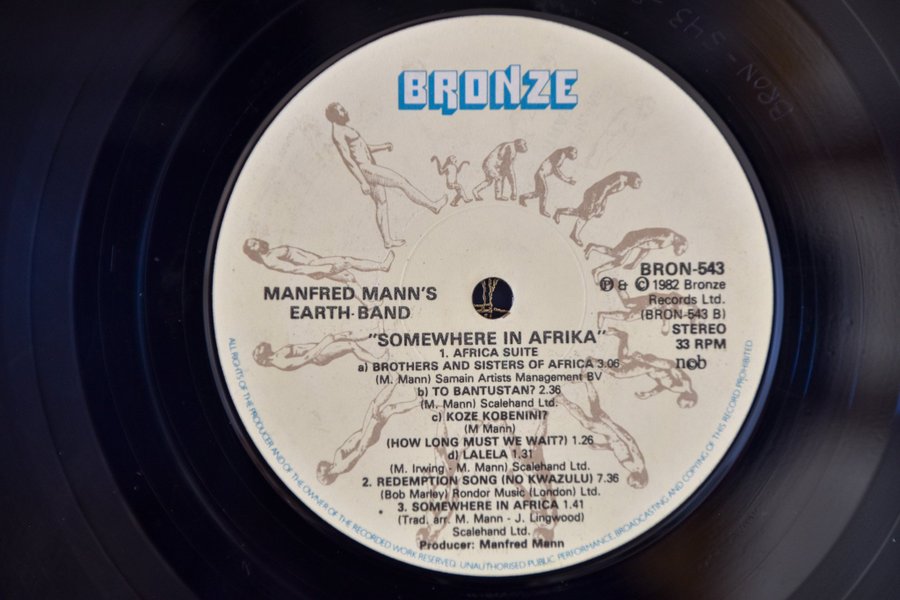 BRONZE
MANFRED MANN'S
EARTH-BAND
BRON-543
℗ & © 1982 Bronze
Records Ltd.
(BRON-543 B)
STEREO
33 RPM
ncb
"SOMEWHERE IN AFRIKA"
1. AFRICA SUITE
a) BROTHERS AND SISTERS OF AFRICA 3.06
(M. Mann) Samain Artists Management BV
b) TO BANTUSTAN? 2.36
(M. Mann) Scalehand Ltd.
c) KOZE KOBENINI?
(M Mann)
(HOW LONG MUST WE WAIT?) 1.26
d) LALELA 1.31
(M. Irwing - M. Mann) Scalehand Ltd.
2. REDEMPTION SONG (NO KWAZULU) 7.36
(Bob Marley) Rondor Music (London) Ltd.
3. SOMEWHERE IN AFRICA 1.41
(Trad. arr. M. Mann - J. Lingwood)
Scalehand Ltd.
Producer: Manfred Mann
ALL RIGHTS OF THE PRODUCER AND OF THE OWNER OF THE RECORDED WORK RESERVED. UNAUTHORISED PUBLIC PERFORMANCE BROADCASTING AND COPYING OF THIS RECORD PROHIBITED
BRON - 543